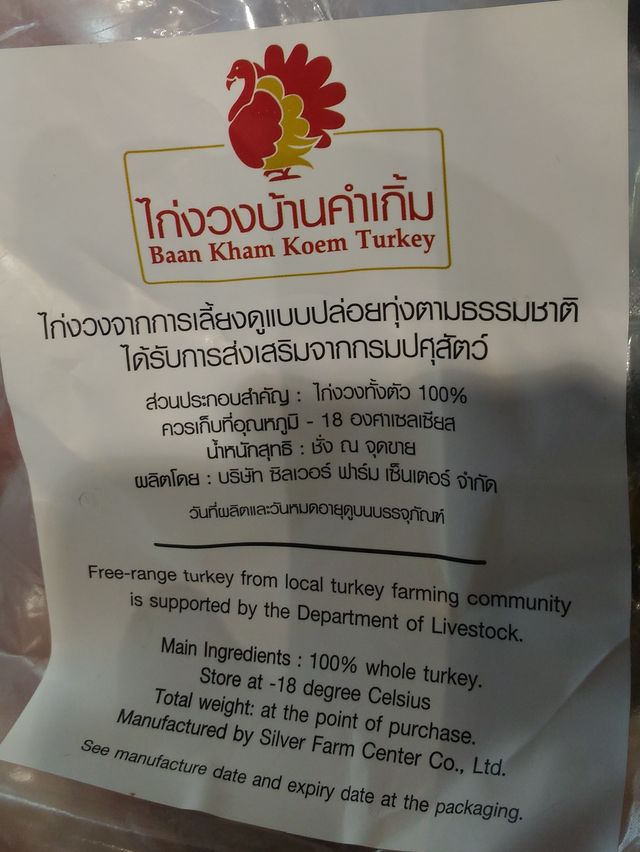 ไก่งวงบ้านคำเกิ้ม
Baan Kham Koem Turkey
ไก่งวงจากการเลี้ยงดูแบบปล่อยทุ่งตามธรรมชาติ
ได้รับการส่งเสริมจากกรมปศุสัตว์
ส่วนประกอบสำคัญ : ไก่งวงทั้งตัว 100%
ควรเก็บที่อุณหภูมิ - 18 องศาเซลเซียส
น้ำหนักสุทธิ : ชั่ง ณ จุดขาย
ผลิตโดย : บริษัท ซิลเวอร์ ฟาร์ม เซ็นเตอร์ จำกัด
วันที่ผลิตและวันหมดอายุดูบนบรรจุภัณฑ์
Free-range turkey from local turkey farming community
is supported by the Department of Livestock.
Main Ingredients : 100% whole turkey.
Store at -18 degree Celsius
Total weight: at the point of purchase.
Manufactured by Silver Farm Center Co., Ltd.
See manufacture date and expiry date at the packaging.